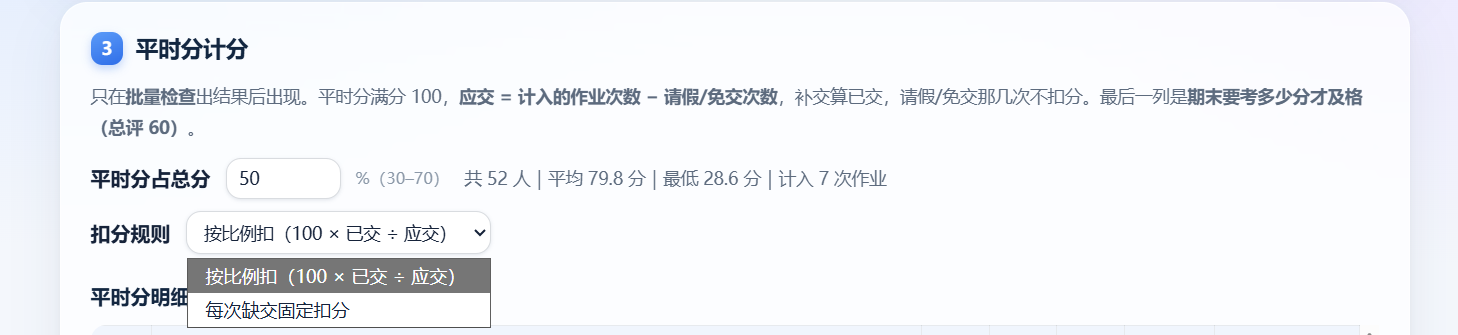 3 平时分计分
只在批量检查出结果后出现。平时分满分 100，应交 = 计入的作业次数 − 请假/免交次数，补交算已交，请假/免交那几次不扣分。最后一列是期末要考多少分才及格
（总评 60）。
平时分占总分 50 %（30–70） 共 52 人 | 平均 79.8 分 | 最低 28.6 分 | 计入 7 次作业
扣分规则 按比例扣（100 × 已交 ÷ 应交）
按比例扣（100 × 已交 ÷ 应交）
平时分明细
每次缺交固定扣分